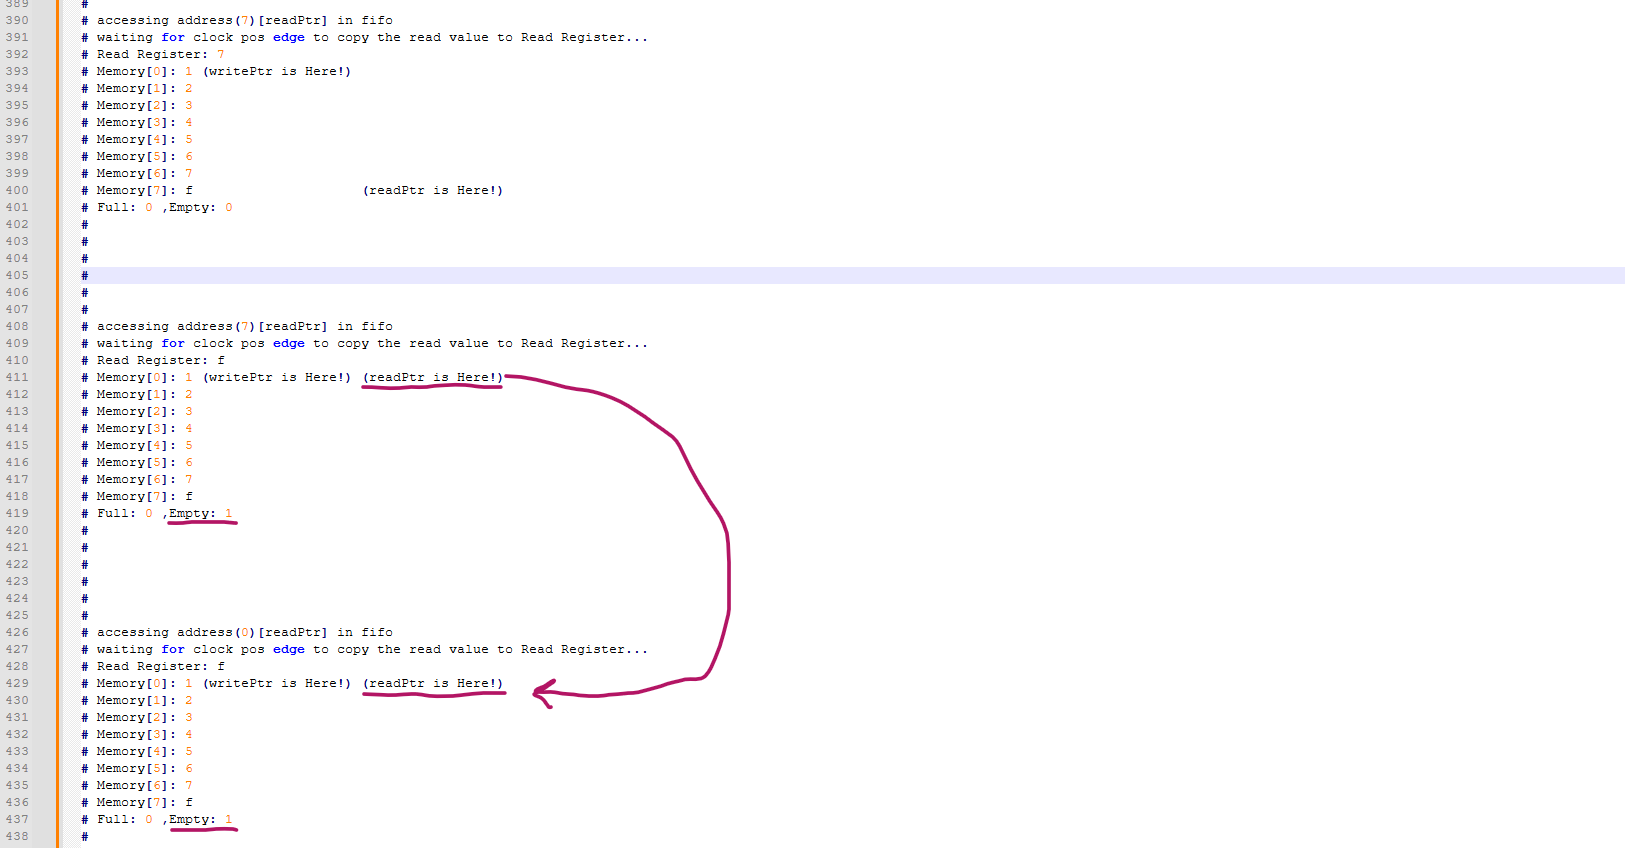 389 #
390 # accessing address(7)[readPtr] in fifo
391 # waiting for clock pos edge to copy the read value to Read Register...
392 # Read Register: 7
393 # Memory[0]: 1 (writePtr is Here!)
394 # Memory[1]: 2
395 # Memory[2]: 3
396 # Memory[3]: 4
397 # Memory[4]: 5
398 # Memory[5]: 6
399 # Memory[6]: 7
400 # Memory[7]: f (readPtr is Here!)
401 # Full: 0 ,Empty: 0
402 #
403 #
404 #
405 #
406 #
407 #
408 # accessing address(7)[readPtr] in fifo
409 # waiting for clock pos edge to copy the read value to Read Register...
410 # Read Register: f
411 # Memory[0]: 1 (writePtr is Here!) (readPtr is Here!)
412 # Memory[1]: 2
413 # Memory[2]: 3
414 # Memory[3]: 4
415 # Memory[4]: 5
416 # Memory[5]: 6
417 # Memory[6]: 7
418 # Memory[7]: f
419 # Full: 0 ,Empty: 1
420 #
421 #
422 #
423 #
424 #
425 #
426 # accessing address(0)[readPtr] in fifo
427 # waiting for clock pos edge to copy the read value to Read Register...
428 # Read Register: f
429 # Memory[0]: 1 (writePtr is Here!) (readPtr is Here!)
430 # Memory[1]: 2
431 # Memory[2]: 3
432 # Memory[3]: 4
433 # Memory[4]: 5
434 # Memory[5]: 6
435 # Memory[6]: 7
436 # Memory[7]: f
437 # Full: 0 ,Empty: 1
438 #